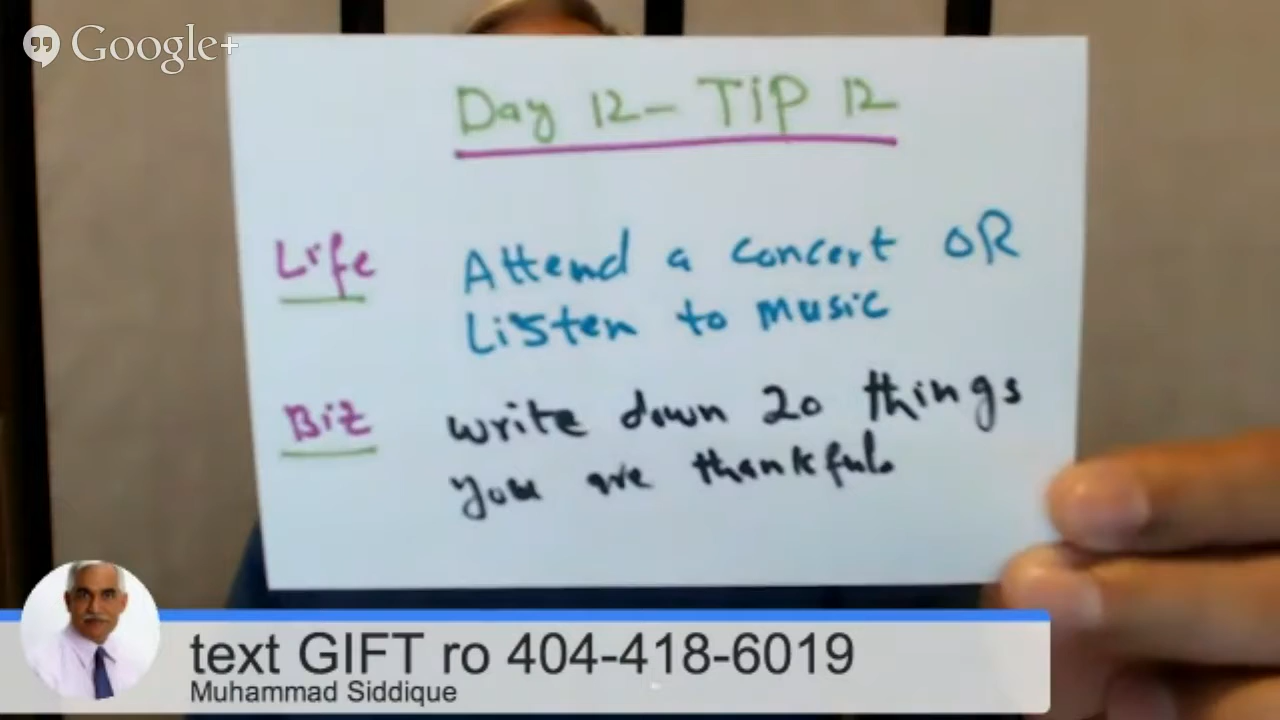 Google+
Day 12 - TIP 12
Life
Attend a concert OR
Listen to music
Biz
write down 20 things
you are thankful.
text GIFT ro 404-418-6019
Muhammad Siddique